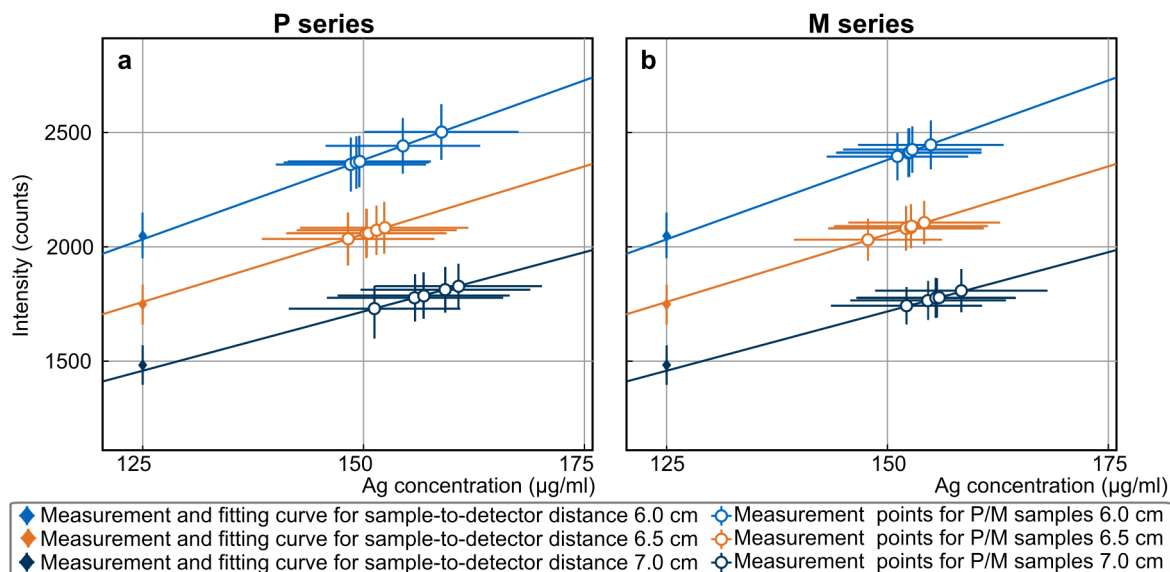 P series
M series
a
b
Intensity (counts)
2500
2000
1500
125
150
175
125
150
175
Ag concentration (µg/ml)
Ag concentration (µg/ml)
Measurement and fitting curve for sample-to-detector distance 6.0 cm
Measurement points for P/M samples 6.0 cm
Measurement and fitting curve for sample-to-detector distance 6.5 cm
Measurement points for P/M samples 6.5 cm
Measurement and fitting curve for sample-to-detector distance 7.0 cm
Measurement points for P/M samples 7.0 cm